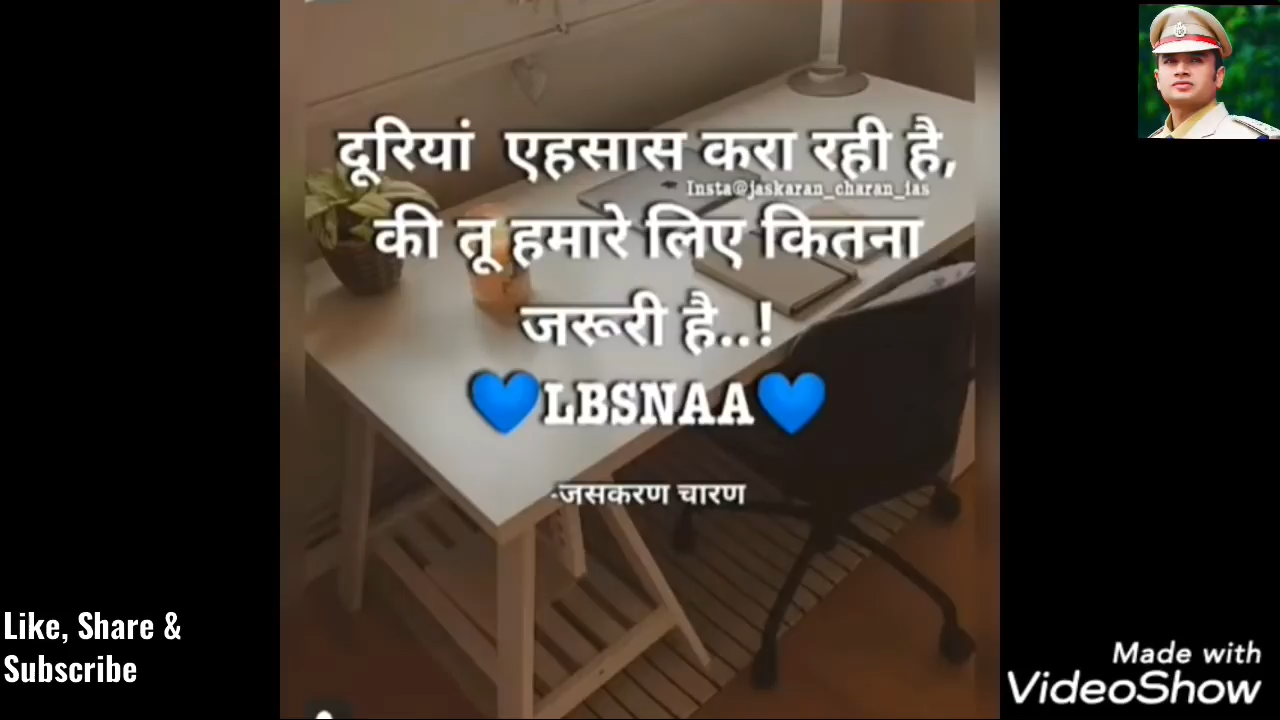 दूरियां एहसास करा रही है,
Insta@jaskaran_charan_ias
की तू हमारे लिए कितना
जरूरी है..!
💙LBSNAA💙
-जसकरण चारण
Like, Share &
Subscribe
Made with
VideoShow